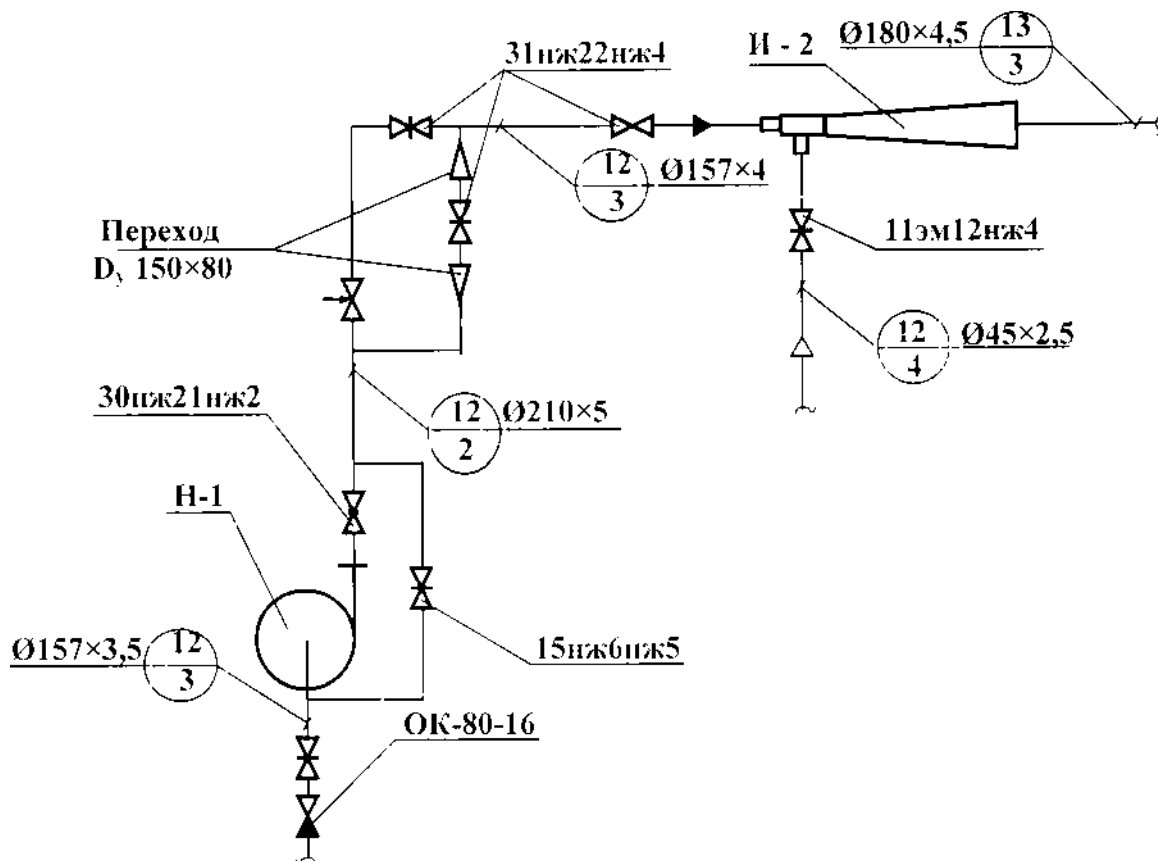 31нж22нж4
И - 2
Ø180×4,5
13
3
12
3
Ø157×4
Переход
Dу 150×80
11эм12нж4
12
4
Ø45×2,5
30нж21нж2
12
2
Ø210×5
Н-1
Ø157×3,5
12
3
15нж6нж5
ОК-80-16